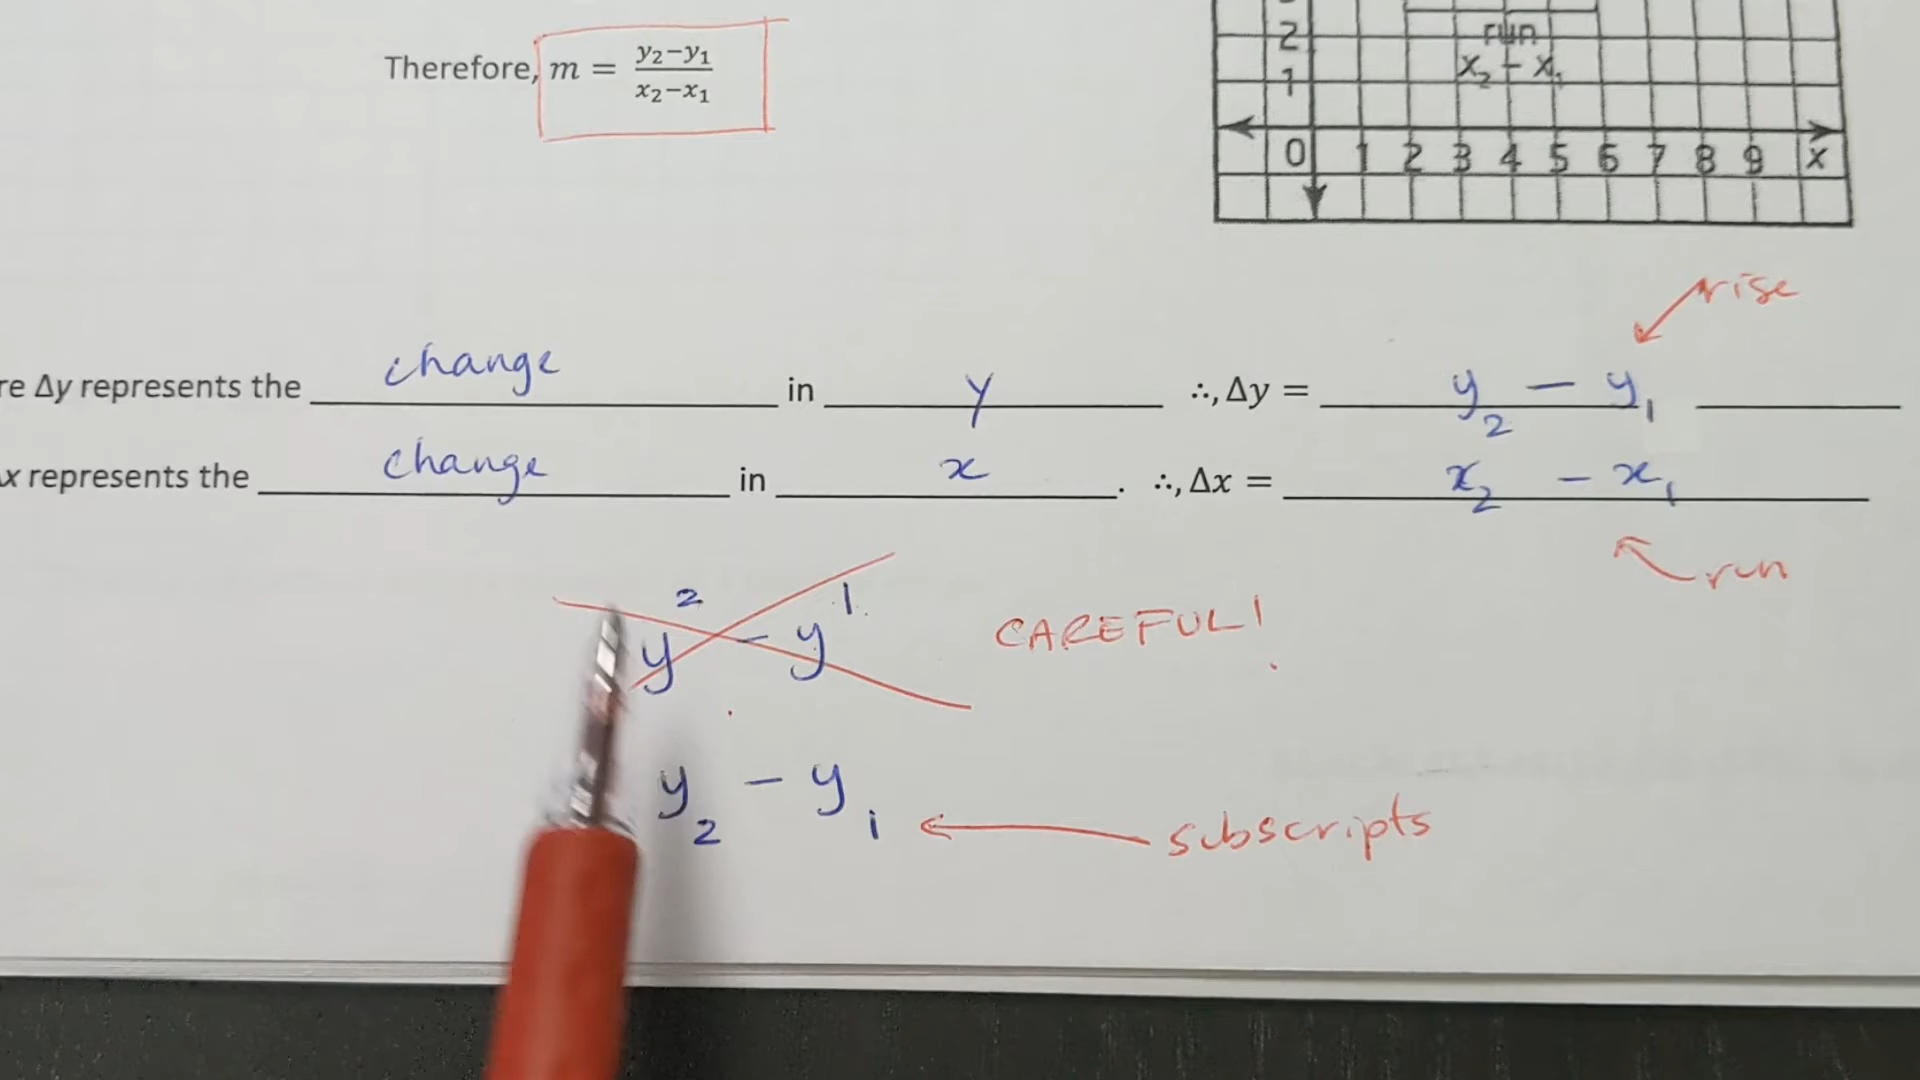 Therefore, m = y₂−y₁ / x₂−x₁
2
run
1
x₂ − x₁
0 1 2 3 4 5 6 7 8 9 x
rise
re Δy represents the change in y ∴, Δy = y₂ − y₁
x represents the change in x . ∴, Δx = x₂ − x₁
run
y² − y¹ CAREFUL!
y₂ − y₁ ← subscripts